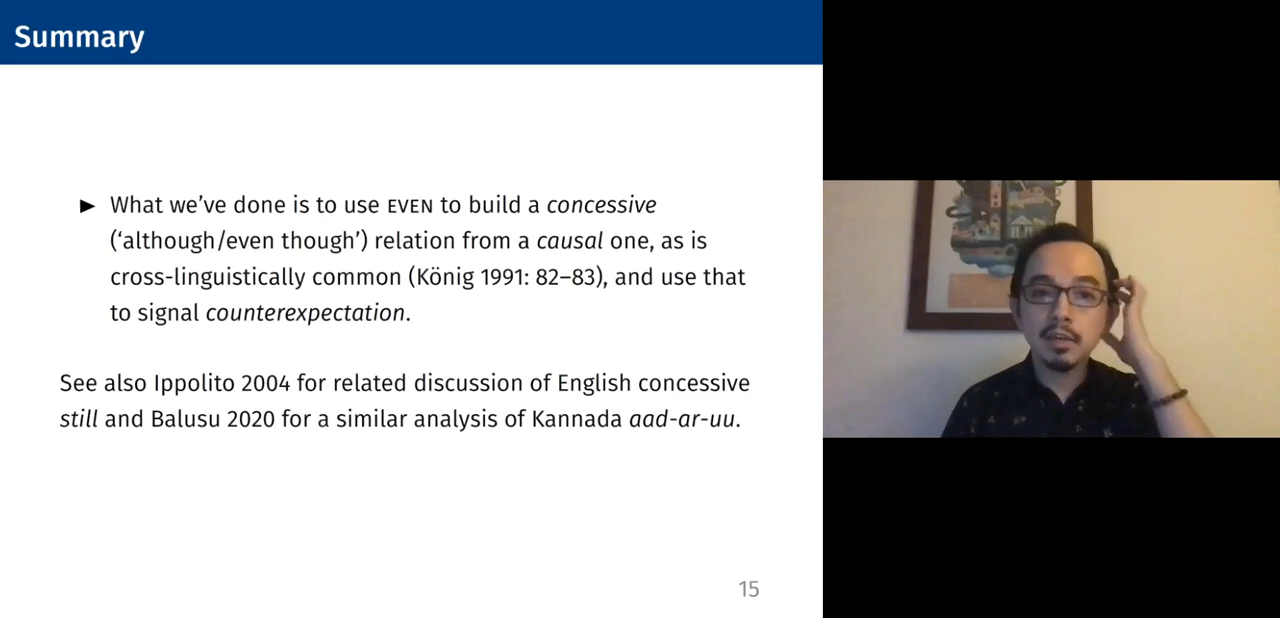 Summary
► What we’ve done is to use EVEN to build a concessive
(‘although/even though’) relation from a causal one, as is
cross-linguistically common (König 1991: 82–83), and use that
to signal counterexpectation.
See also Ippolito 2004 for related discussion of English concessive
still and Balusu 2020 for a similar analysis of Kannada aad-ar-uu.
15